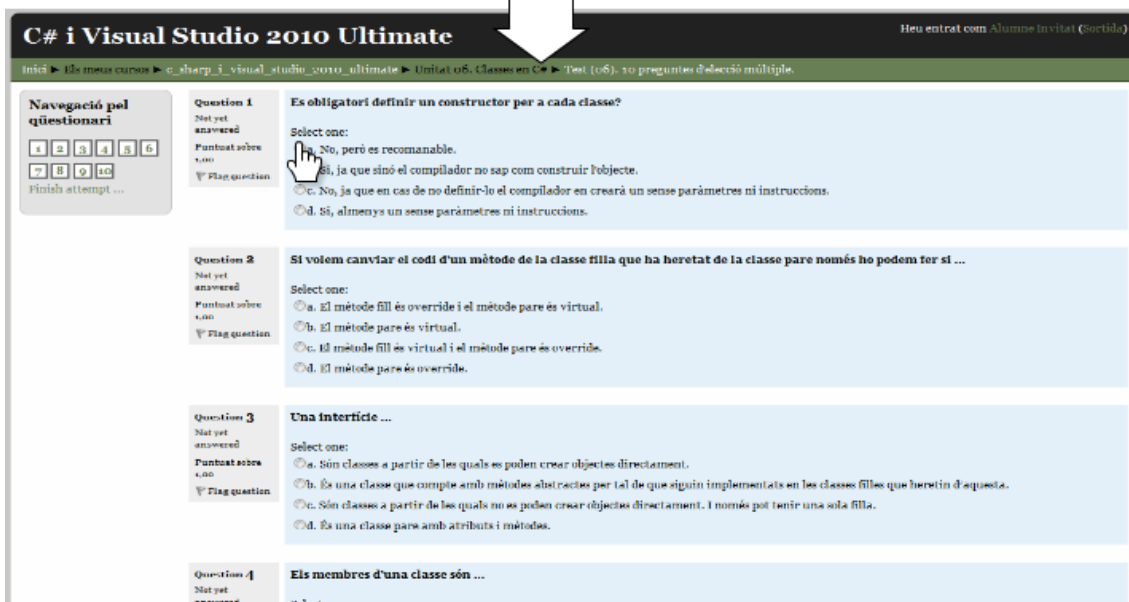 C# i Visual Studio 2010 Ultimate
Heu entrat com Alumne Invitat (Sortida)
Inici ► Els meus cursos ► c_sharp_i_visual_studio_2010_ultimate ► Unitat 06. Classes en C# ► Test (06). 10 preguntes d'elecció múltiple.
Navegació pel
qüestionari
1 2 3 4 5 6
7 8 9 10
Finish attempt ...
Question 1
Not yet
answered
Puntuat sobre
1,00
Flag question
Es obligatori definir un constructor per a cada classe?
Select one:
a. No, però es recomanable.
Si, ja que sinó el compilador no sap com construir l'objecte.
c. No, ja que en cas de no definir-lo el compilador en crearà un sense paràmetres ni instruccions.
d. Si, almenys un sense paràmetres ni instruccions.
Question 2
Not yet
answered
Puntuat sobre
1,00
Flag question
Si volem canviar el codi d'un mètode de la classe filla que ha heretat de la classe pare només ho podem fer si ...
Select one:
a. El mètode fill és override i el mètode pare és virtual.
b. El mètode pare és virtual.
c. El mètode fill és virtual i el mètode pare és override.
d. El mètode pare és override.
Question 3
Not yet
answered
Puntuat sobre
1,00
Flag question
Una interfície ...
Select one:
a. Són classes a partir de les quals es poden crear objectes directament.
b. És una classe que compte amb mètodes abstractes per tal de que siguin implementats en les classes filles que heretin d'aquesta.
c. Són classes a partir de les quals no es poden crear objectes directament. I només pot tenir una sola filla.
d. És una classe pare amb atributs i mètodes.
Question 4
Not yet
Els membres d'una classe són ...